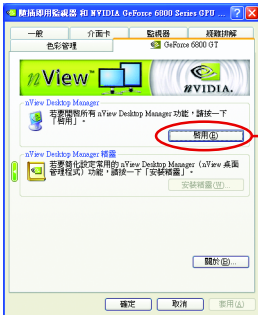 隨插即用監視器 和 NVIDIA GeForce 6800 Series GPU ...
一般
介面卡
監視器
疑難排解
色彩管理
GeForce 6800 GT
nView™
nVIDIA.
nView Desktop Manager
若要開啟所有 nView Desktop Manager 功能，請按一下「啟用」。
啟用(E)
nView Desktop Manager 精靈
若要簡化設定常用的 nView Desktop Manager（nView 桌面
管理程式）功能，請按一下「安裝精靈」。
安裝精靈(W)...
關於(B)...
確定
取消
套用(A)